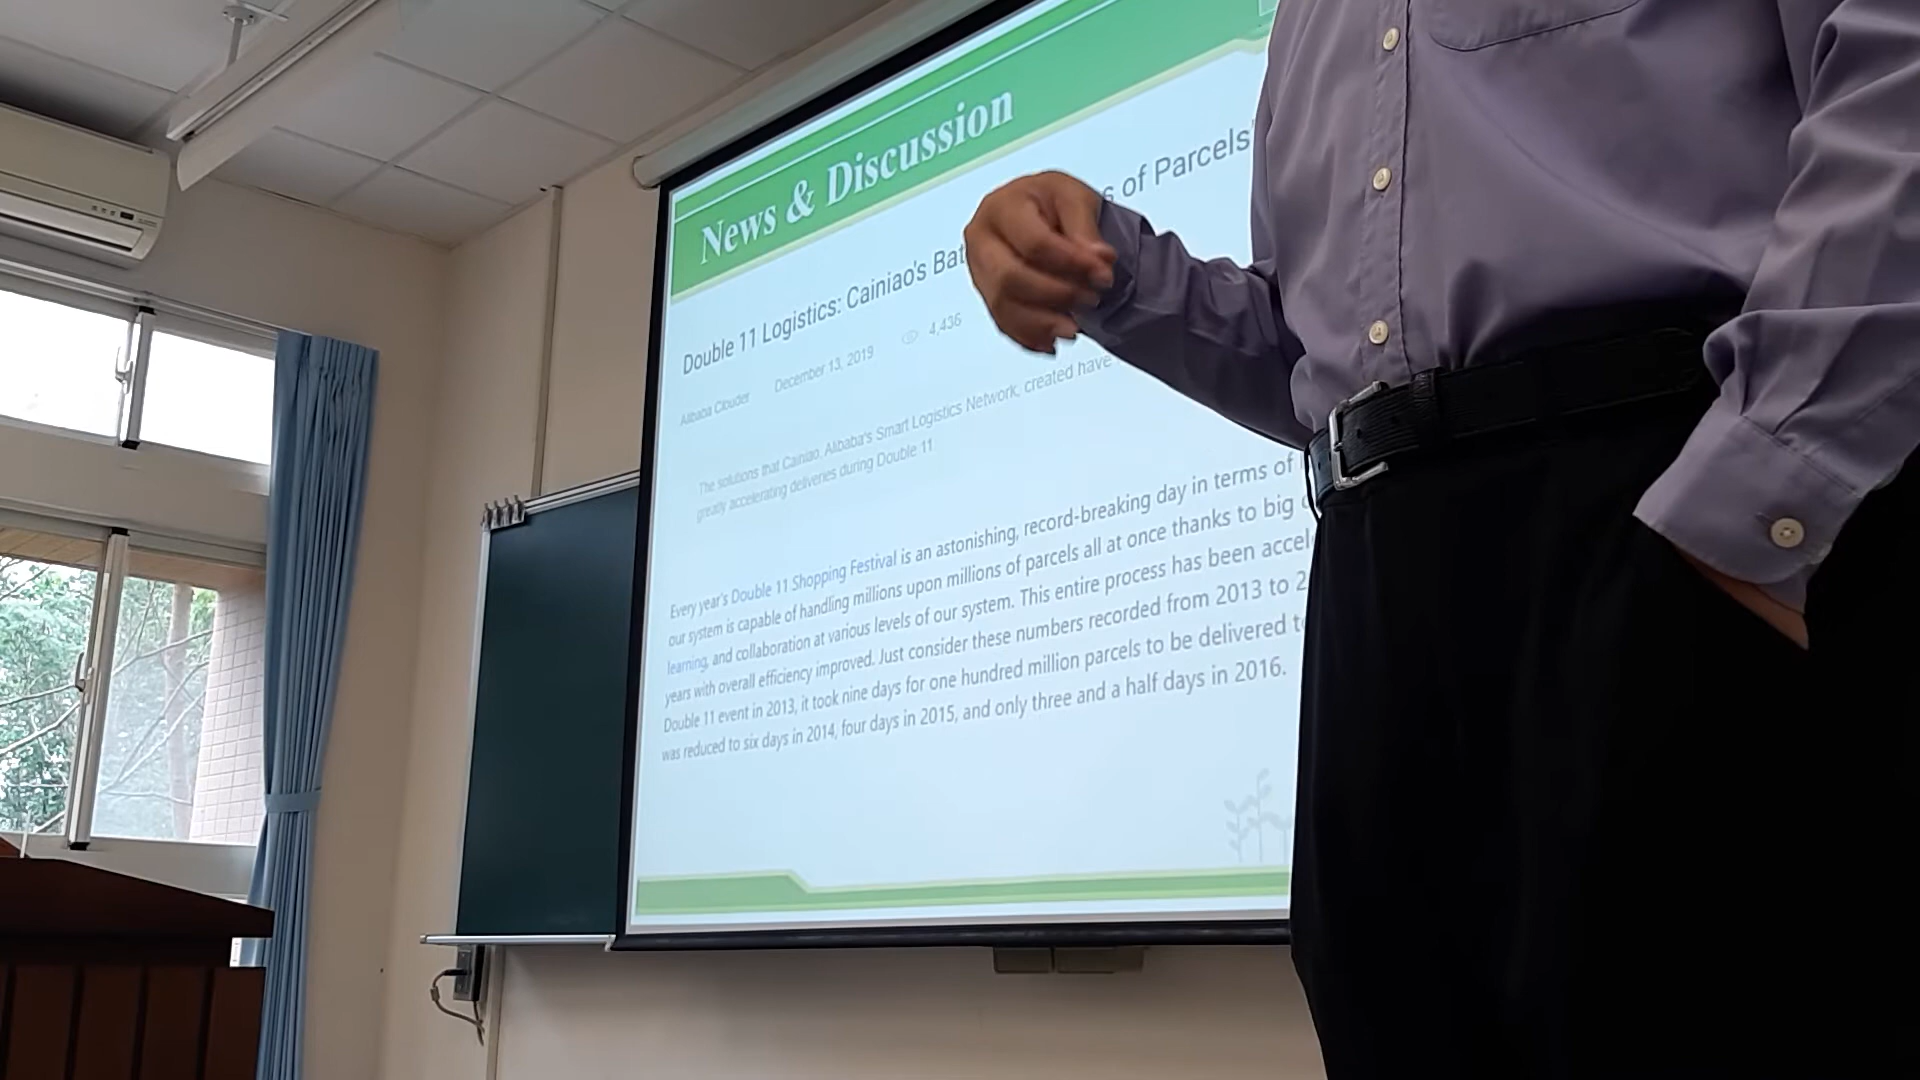 News & Discussion
Double 11 Logistics: Cainiao's of Parcels'
Alibaba Clouder December 13, 2019 4,436
The solutions that Cainiao, Alibaba's Smart Logistics Network, created have
greatly accelerating deliveries during Double 11
Every year's Double 11 Shopping Festival is an astonishing, record-breaking day in terms of
our system is capable of handling millions upon millions of parcels all at once thanks to big
learning, and collaboration at various levels of our system. This entire process has been
years with overall efficiency improved. Just consider these numbers recorded from 2013 to
Double 11 event in 2013, it took nine days for one hundred million parcels to be delivered
was reduced to six days in 2014, four days in 2015, and only three and a half days in 2016.